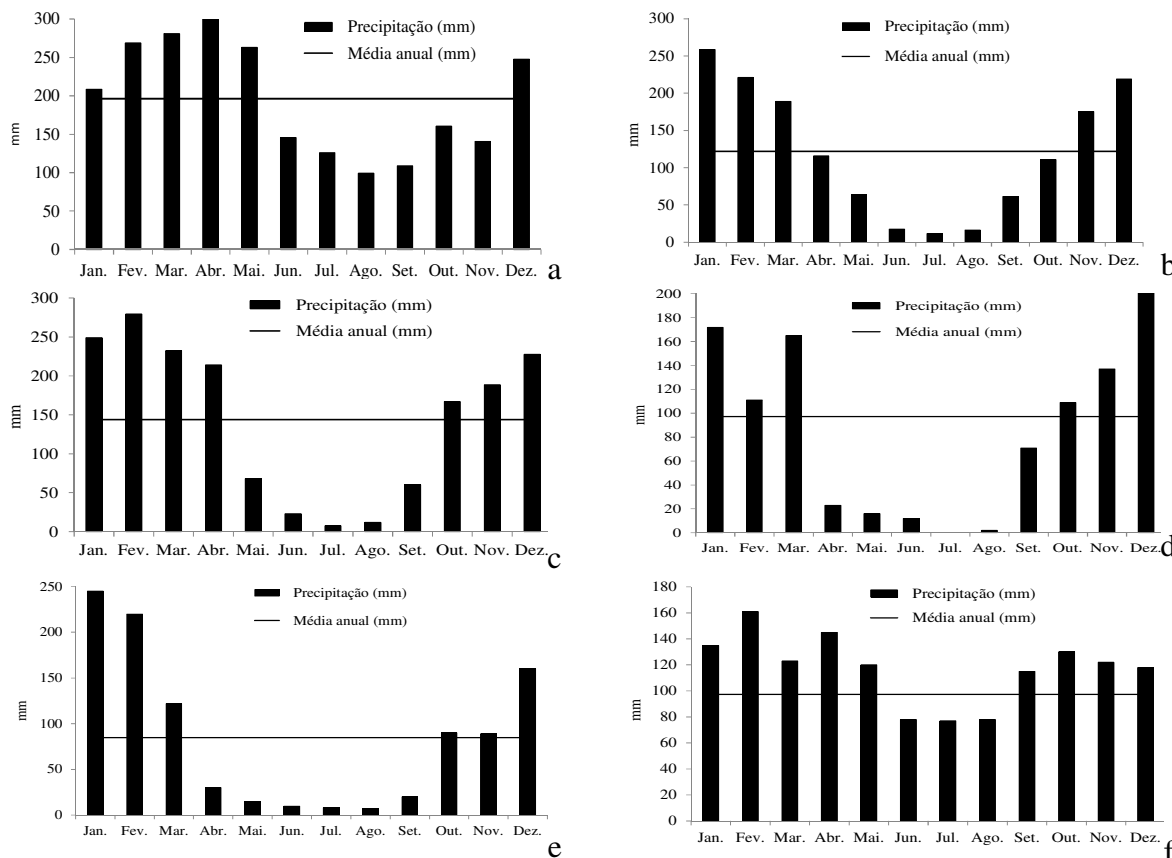 300
250
200
150
100
50
0
mm
Precipitação (mm)
Média anual (mm)
Jan. Fev. Mar. Abr. Mai. Jun. Jul. Ago. Set. Out. Nov. Dez.
a
300
250
200
150
100
50
0
mm
Precipitação (mm)
Média anual (mm)
Jan. Fev. Mar. Abr. Mai. Jun. Jul. Ago. Set. Out. Nov. Dez.
b
300
250
200
150
100
50
0
mm
Precipitação (mm)
Média anual (mm)
Jan. Fev. Mar. Abr. Mai. Jun. Jul. Ago. Set. Out. Nov. Dez.
c
200
180
160
140
120
100
80
60
40
20
0
mm
Precipitação (mm)
Média anual (mm)
Jan. Fev. Mar. Abr. Mai. Jun. Jul. Ago. Set. Out. Nov. Dez.
d
250
200
150
100
50
0
mm
Precipitação (mm)
Média anual (mm)
Jan. Fev. Mar. Abr. Mai. Jun. Jul. Ago. Set. Out. Nov. Dez.
e
180
160
140
120
100
80
60
40
20
0
mm
Precipitação (mm)
Média anual (mm)
Jan. Fev. Mar. Abr. Mai. Jun. Jul. Ago. Set. Out. Nov. Dez.
f